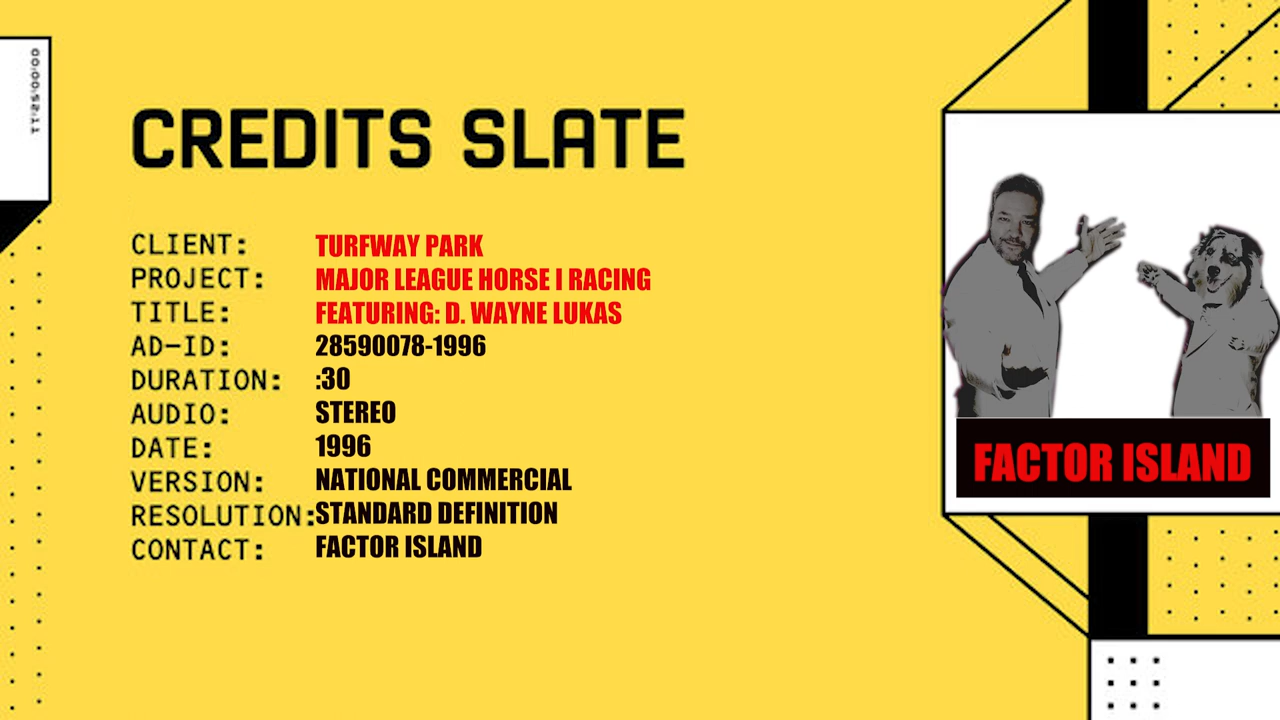 CREDITS SLATE
CLIENT: TURFWAY PARK
PROJECT: MAJOR LEAGUE HORSE I RACING
TITLE: FEATURING: D. WAYNE LUKAS
AD-ID: 28590078-1996
DURATION: :30
AUDIO: STEREO
DATE: 1996
VERSION: NATIONAL COMMERCIAL
RESOLUTION: STANDARD DEFINITION
CONTACT: FACTOR ISLAND
FACTOR ISLAND